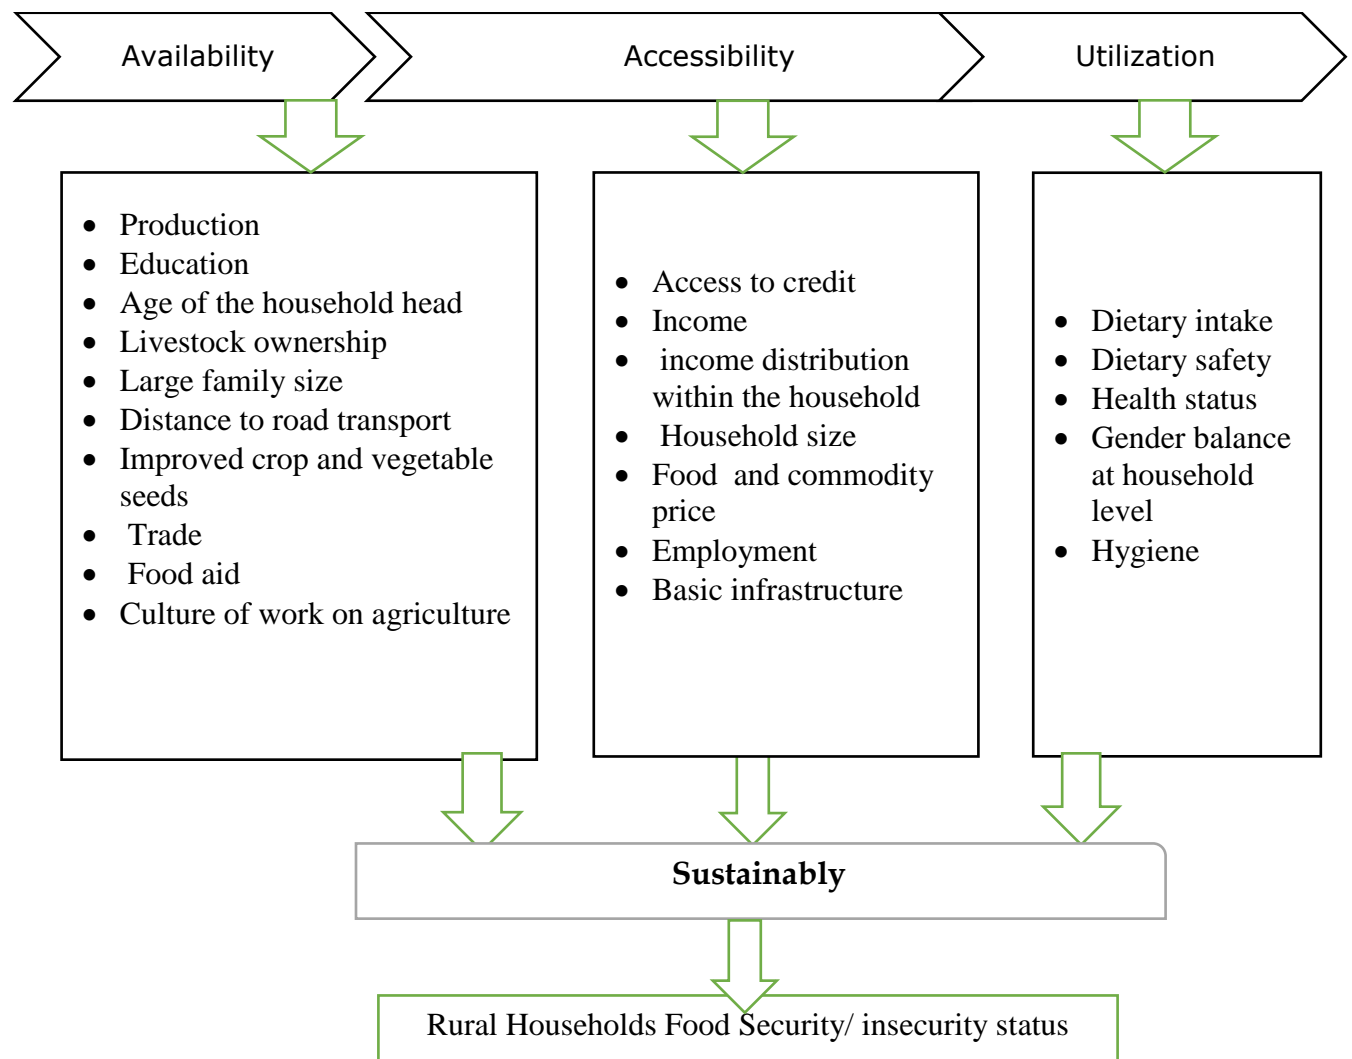 Availability
Accessibility
Utilization
• Production
• Education
• Age of the household head
• Livestock ownership
• Large family size
• Distance to road transport
• Improved crop and vegetable
seeds
• Trade
• Food aid
• Culture of work on agriculture
• Access to credit
• Income
• income distribution
within the household
• Household size
• Food and commodity
price
• Employment
• Basic infrastructure
• Dietary intake
• Dietary safety
• Health status
• Gender balance
at household
level
• Hygiene
Sustainably
Rural Households Food Security/ insecurity status